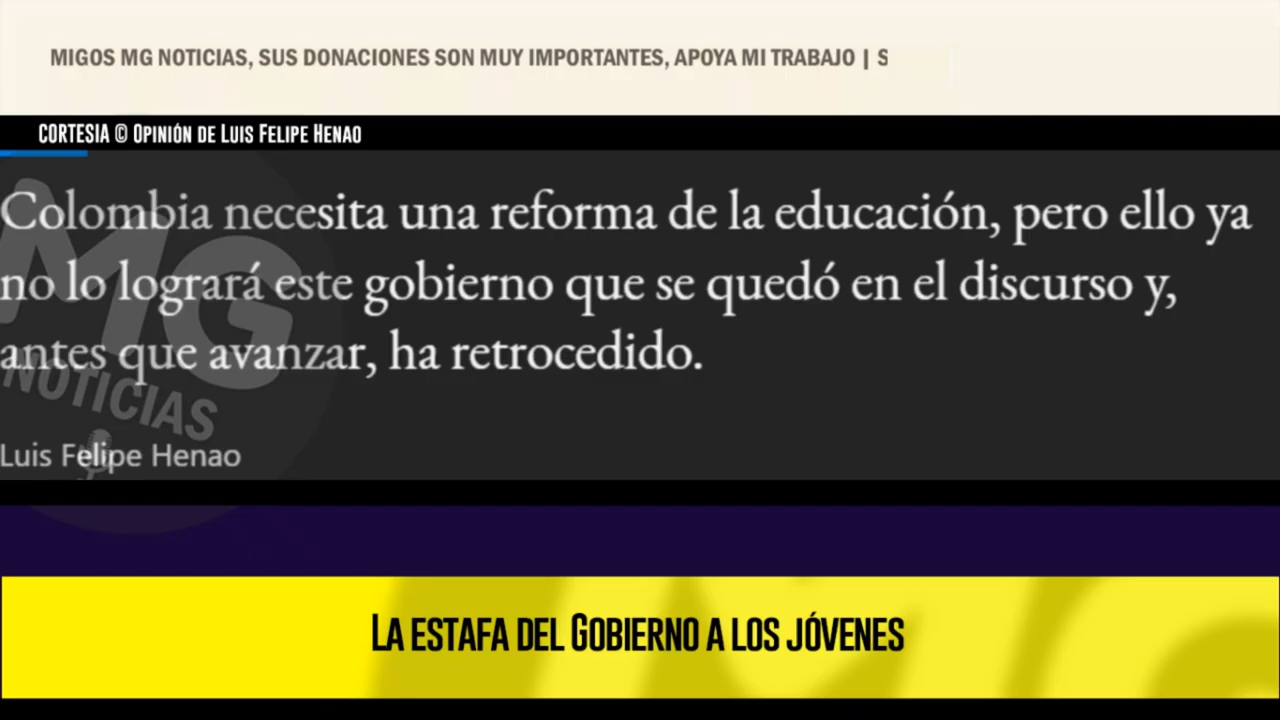 MIGOS MG NOTICIAS, SUS DONACIONES SON MUY IMPORTANTES, APOYA MI TRABAJO | S
CORTESIA © OPINIÓN DE LUIS FELIPE HENAO
Colombia necesita una reforma de la educación, pero ello ya
no lo logrará este gobierno que se quedó en el discurso y,
antes que avanzar, ha retrocedido.
MG
NOTICIAS
Luis Felipe Henao
LA ESTAFA DEL GOBIERNO A LOS JÓVENES